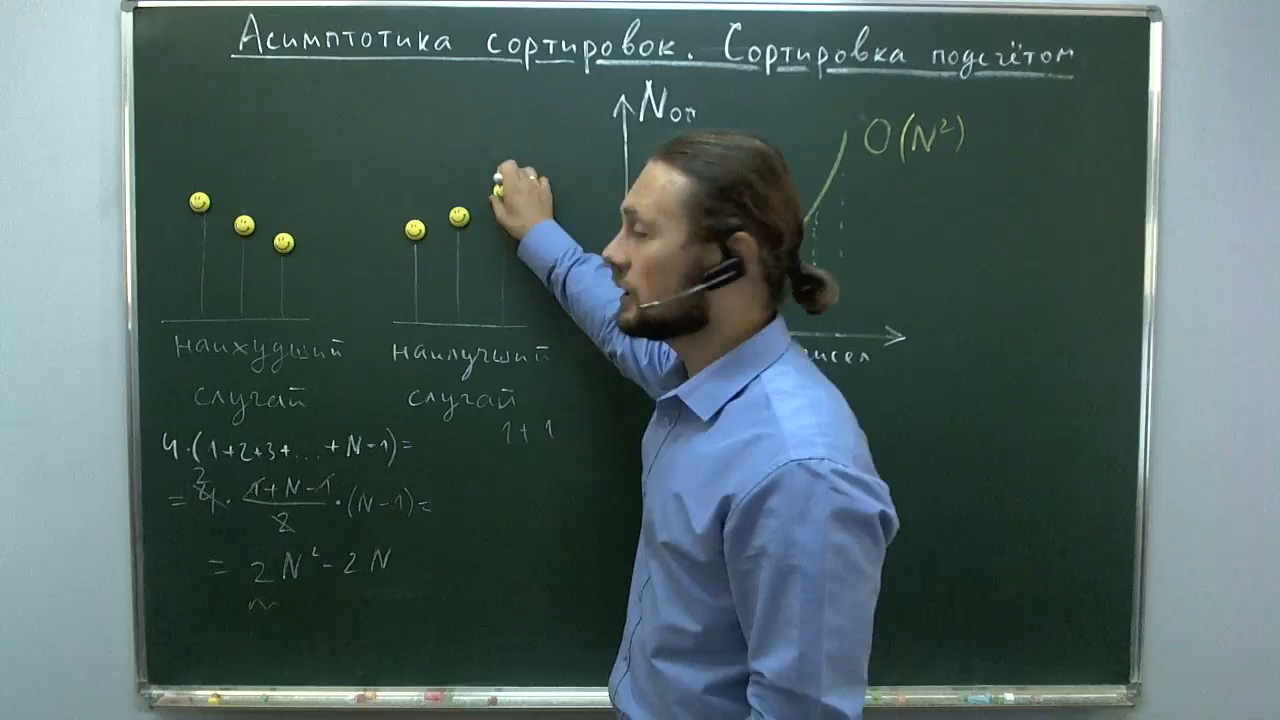 Асимптотика сортировок. Сортировка подсчётом
Nоп
O(N²)
наихудший
случай
наилучший
случай
1+1
4·(1+2+3+...+N-1)=
= 4 2 · (1+N-1)/2 · (N-1)=
= 2N²-2N